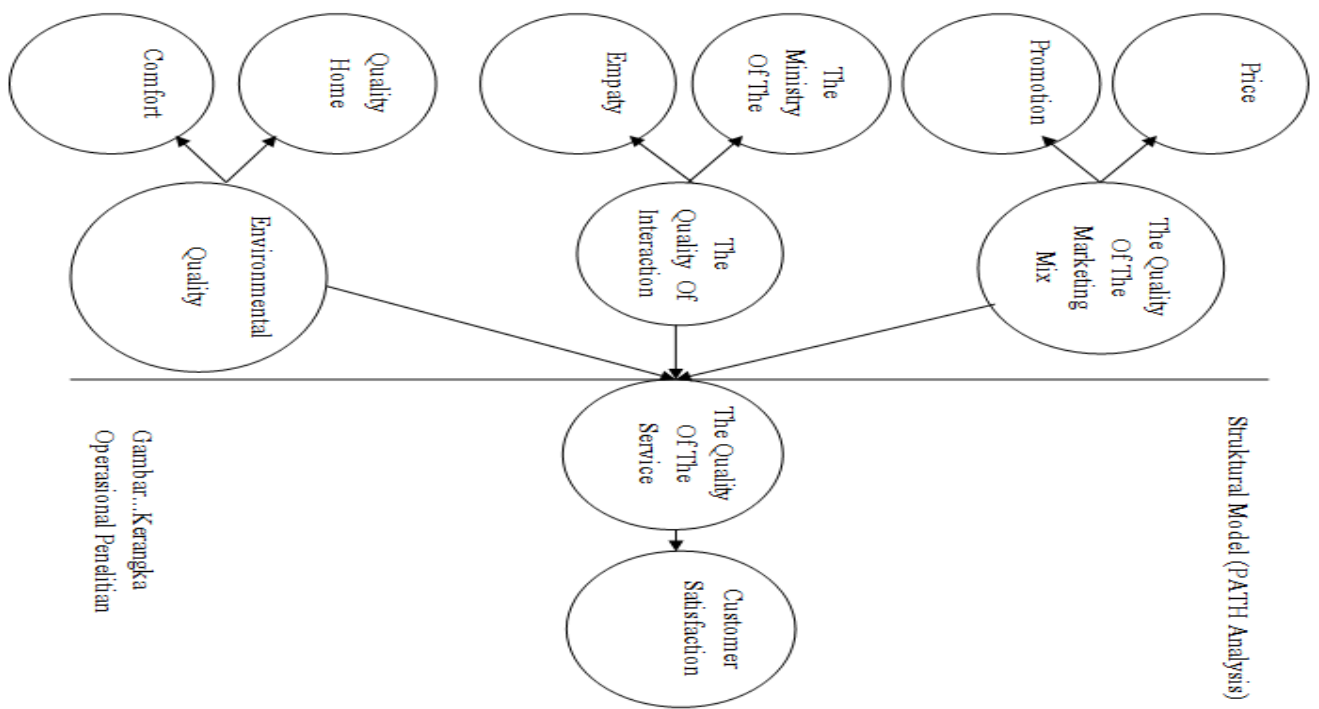 Price
Promotion
The
Ministry
Of The
Empaty
Quality
Home
Comfort
The Quality
Of The
Marketing
Mix
The
Quality Of
Interaction
Environmental
Quality
The Quality
Of The
Service
Customer
Satisfaction
Struktural Model (PATH Analysis)
Gambar...Kerangka
Operasional Penelitian